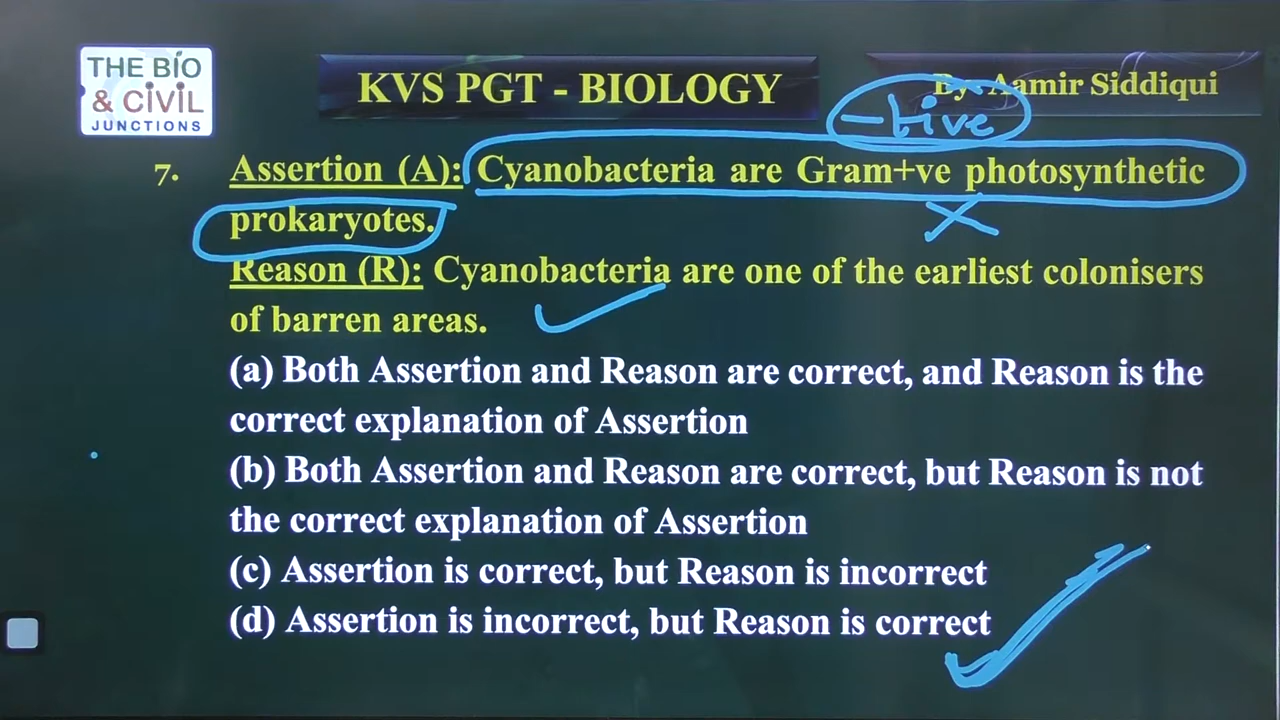 THE BIO
& CIVIL
JUNCTIONS
KVS PGT - BIOLOGY
By: Aamir Siddiqui
-tive
7. Assertion (A): Cyanobacteria are Gram+ve photosynthetic
prokaryotes.
Reason (R): Cyanobacteria are one of the earliest colonisers
of barren areas.
(a) Both Assertion and Reason are correct, and Reason is the
correct explanation of Assertion
(b) Both Assertion and Reason are correct, but Reason is not
the correct explanation of Assertion
(c) Assertion is correct, but Reason is incorrect
(d) Assertion is incorrect, but Reason is correct